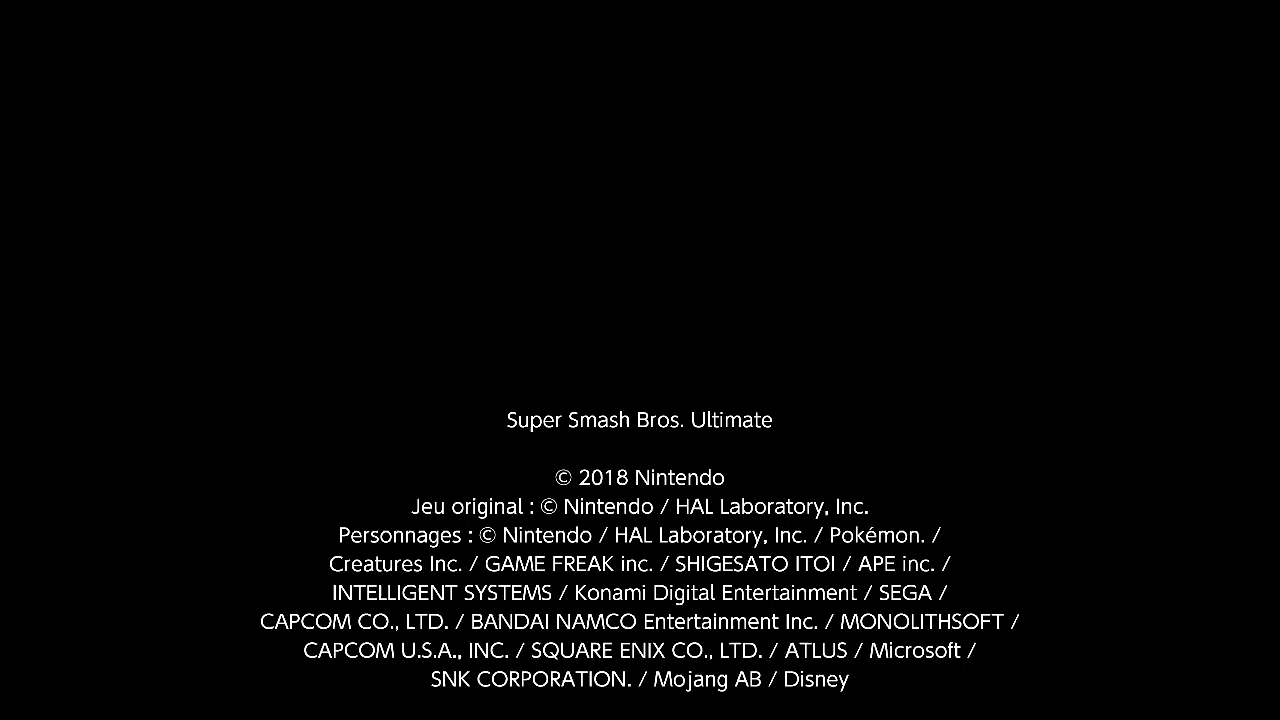 Super Smash Bros. Ultimate
© 2018 Nintendo
Jeu original : © Nintendo / HAL Laboratory, Inc.
Personnages : © Nintendo / HAL Laboratory, Inc. / Pokémon. /
Creatures Inc. / GAME FREAK inc. / SHIGESATO ITOI / APE inc. /
INTELLIGENT SYSTEMS / Konami Digital Entertainment / SEGA /
CAPCOM CO., LTD. / BANDAI NAMCO Entertainment Inc. / MONOLITHSOFT /
CAPCOM U.S.A., INC. / SQUARE ENIX CO., LTD. / ATLUS / Microsoft /
SNK CORPORATION. / Mojang AB / Disney